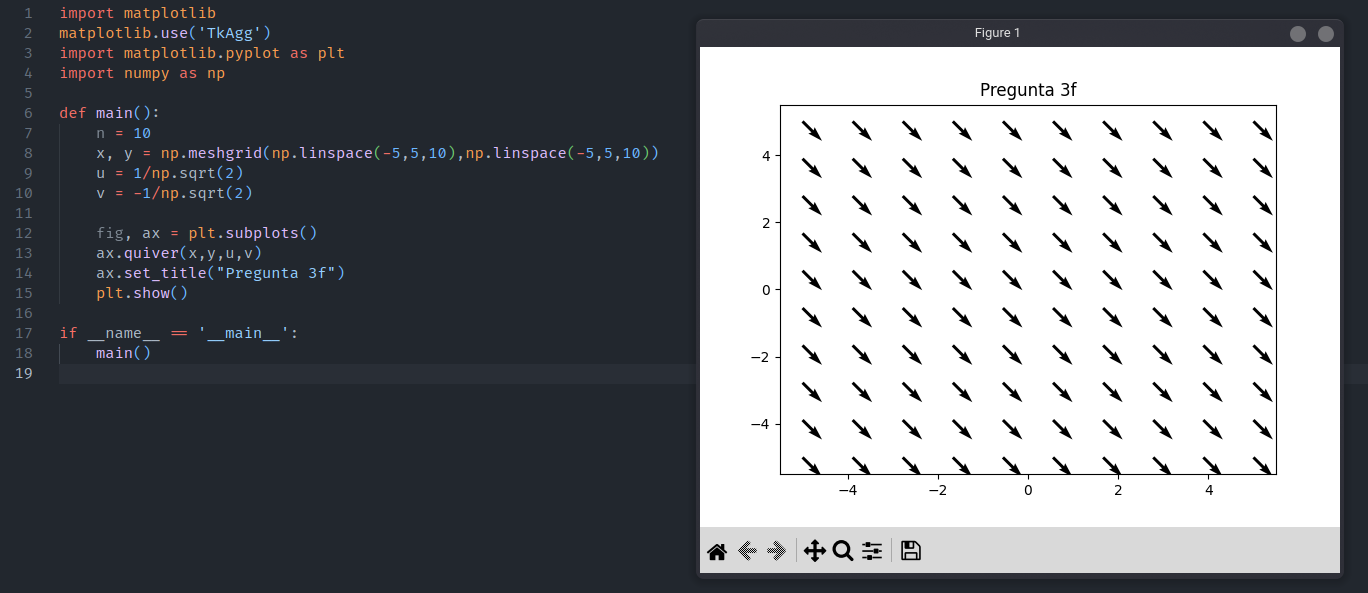 1 import matplotlib
2 matplotlib.use('TkAgg')
3 import matplotlib.pyplot as plt
4 import numpy as np
5
6 def main():
7     n = 10
8     x, y = np.meshgrid(np.linspace(-5,5,10),np.linspace(-5,5,10))
9     u = 1/np.sqrt(2)
10     v = -1/np.sqrt(2)
11
12     fig, ax = plt.subplots()
13     ax.quiver(x,y,u,v)
14     ax.set_title("Pregunta 3f")
15     plt.show()
16
17 if __name__ == '__main__':
18     main()
19
Figure 1
Pregunta 3f
4
2
0
−2
−4
−4 −2 0 2 4